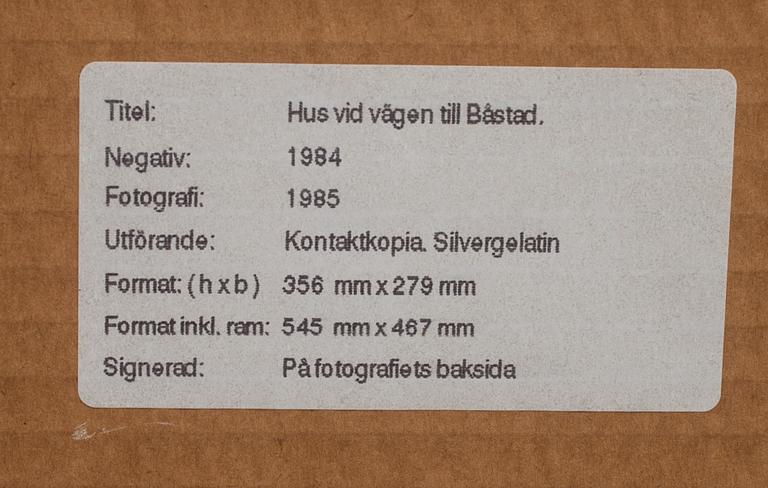 Titel: Hus vid vägen till Båstad.
Negativ: 1984
Fotografi: 1985
Utförande: Kontaktkopia. Silvergelatin
Format: (h x b) 356 mm x 279 mm
Format inkl. ram: 545 mm x 467 mm
Signerad: På fotografiets baksida